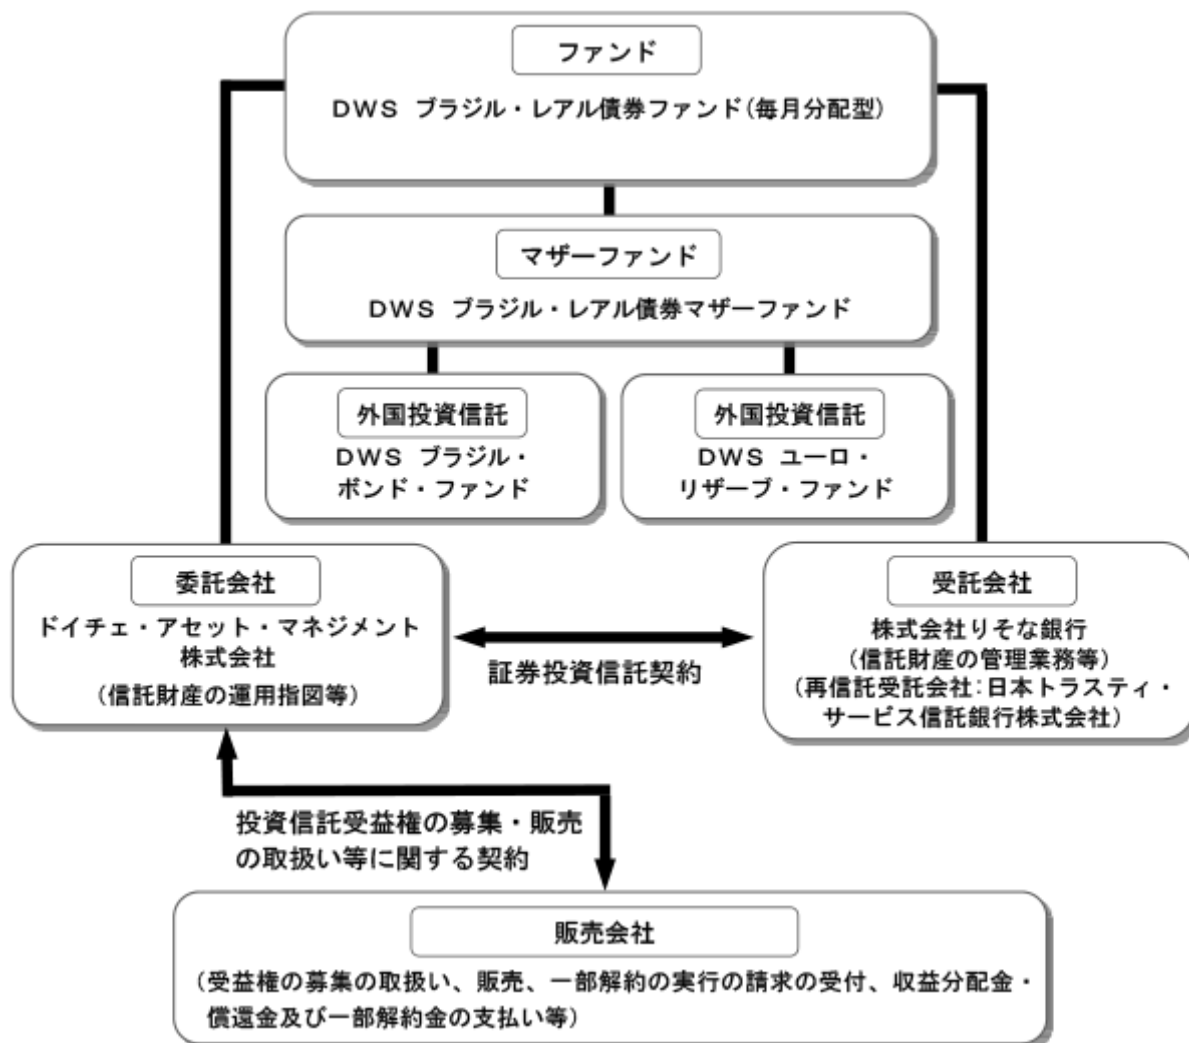 ファンド
DWS ブラジル・レアル債券ファンド(毎月分配型)
マザーファンド
DWS ブラジル・レアル債券マザーファンド
外国投資信託
DWS ブラジル・
ボンド・ファンド
外国投資信託
DWS ユーロ・
リザーブ・ファンド
委託会社
ドイチェ・アセット・マネジメント
株式会社
(信託財産の運用指図等)
証券投資信託契約
受託会社
株式会社りそな銀行
(信託財産の管理業務等)
(再信託受託会社:日本トラスティ・
サービス信託銀行株式会社)
投資信託受益権の募集・販売
の取扱い等に関する契約
販売会社
(受益権の募集の取扱い、販売、一部解約の実行の請求の受付、収益分配金・
償還金及び一部解約金の支払い等)